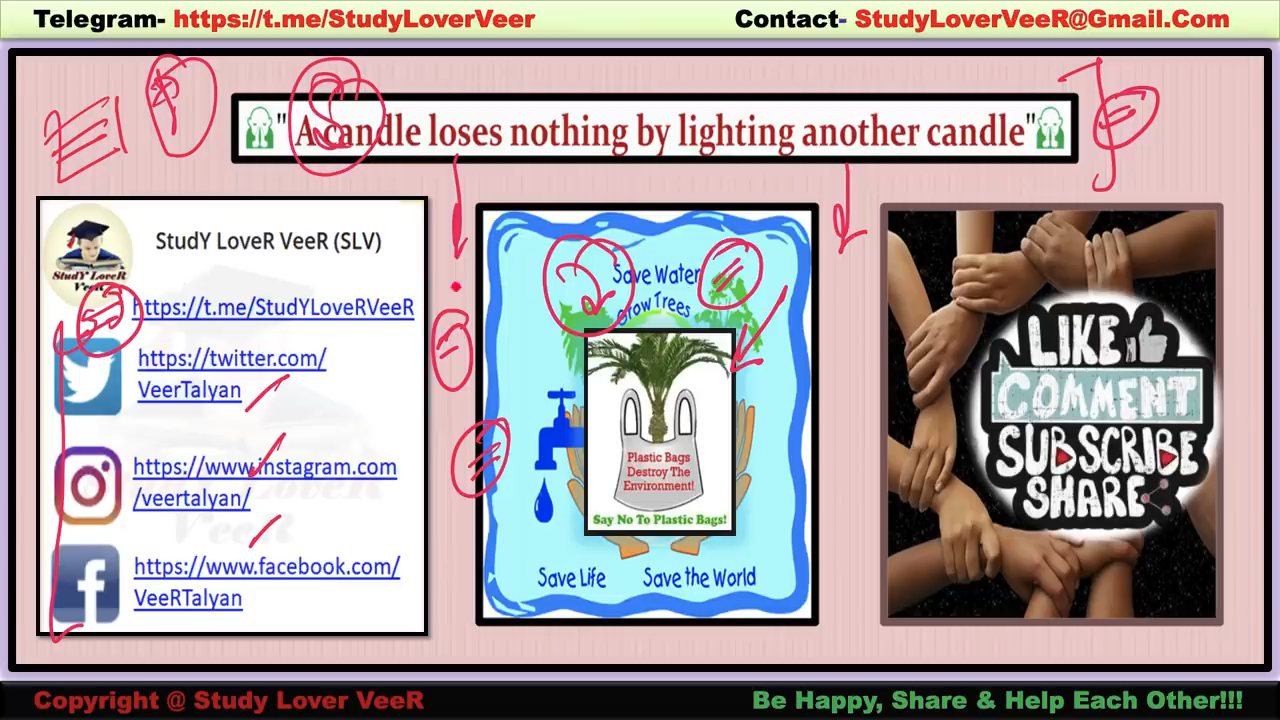 Telegram- https://t.me/StudyLoverVeer
Contact- StudyLoverVeeR@Gmail.Com
" A candle loses nothing by lighting another candle"
StudY LoveR VeeR (SLV)
StudY LoveR
VeeR
https://t.me/StudYLoveRVeeR
https://twitter.com/
VeerTalyan
https://www.instagram.com
/veertalyan/
https://www.facebook.com/
VeeRTalyan
Save Water
Grow Trees
Plastic Bags
Destroy The
Environment!
Say No To Plastic Bags!
Save Life
Save the World
LIKE
COMMENT
SUBSCRIBE
SHARE
Copyright @ Study Lover VeeR
Be Happy, Share & Help Each Other!!!